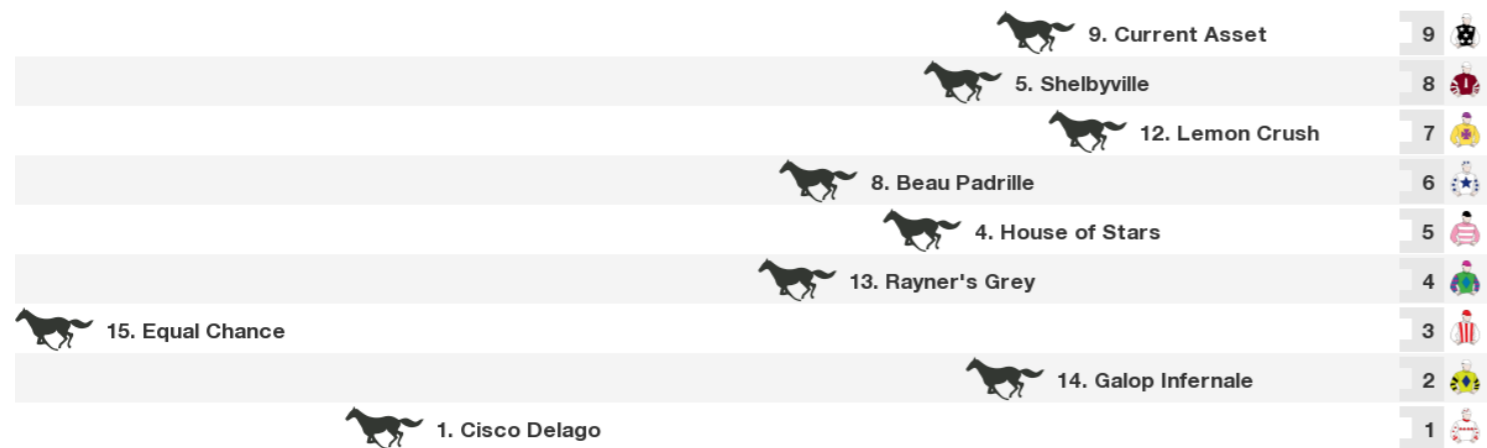 9. Current Asset 9
5. Shelbyville 8
12. Lemon Crush 7
8. Beau Padrille 6
4. House of Stars 5
13. Rayner's Grey 4
15. Equal Chance 3
14. Galop Infernale 2
1. Cisco Delago 1